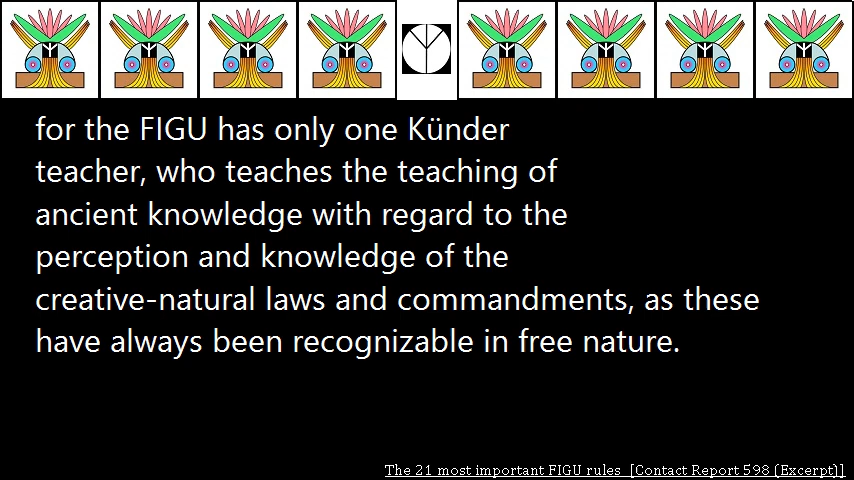 for the FIGU has only one Künder
teacher, who teaches the teaching of
ancient knowledge with regard to the
perception and knowledge of the
creative-natural laws and commandments, as these
have always been recognizable in free nature.
The 21 most important FIGU rules [Contact Report 598 (Excerpt)]